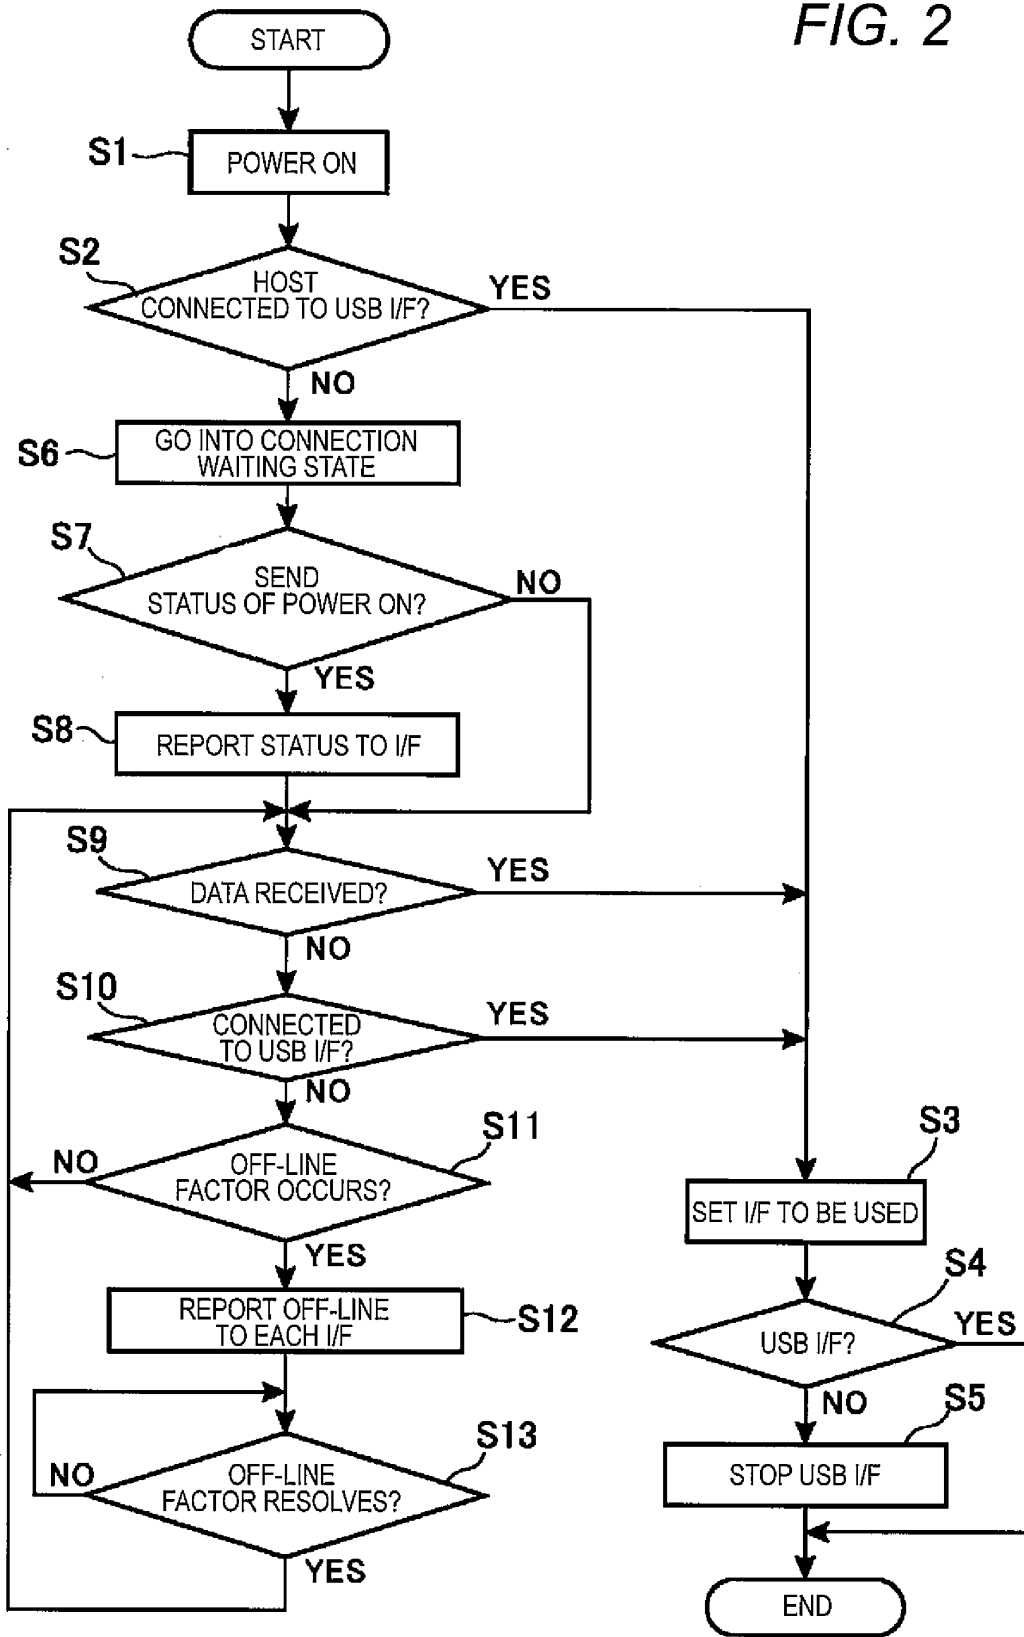 FIG. 2
START
S1
POWER ON
S2
HOST
CONNECTED TO USB I/F?
YES
NO
S6
GO INTO CONNECTION
WAITING STATE
S7
SEND
STATUS OF POWER ON?
NO
YES
S8
REPORT STATUS TO I/F
S9
DATA RECEIVED?
YES
NO
S10
CONNECTED
TO USB I/F?
YES
NO
S11
OFF-LINE
FACTOR OCCURS?
NO
YES
S12
REPORT OFF-LINE
TO EACH I/F
S13
OFF-LINE
FACTOR RESOLVES?
NO
YES
S3
SET I/F TO BE USED
S4
USB I/F?
YES
NO
S5
STOP USB I/F
END